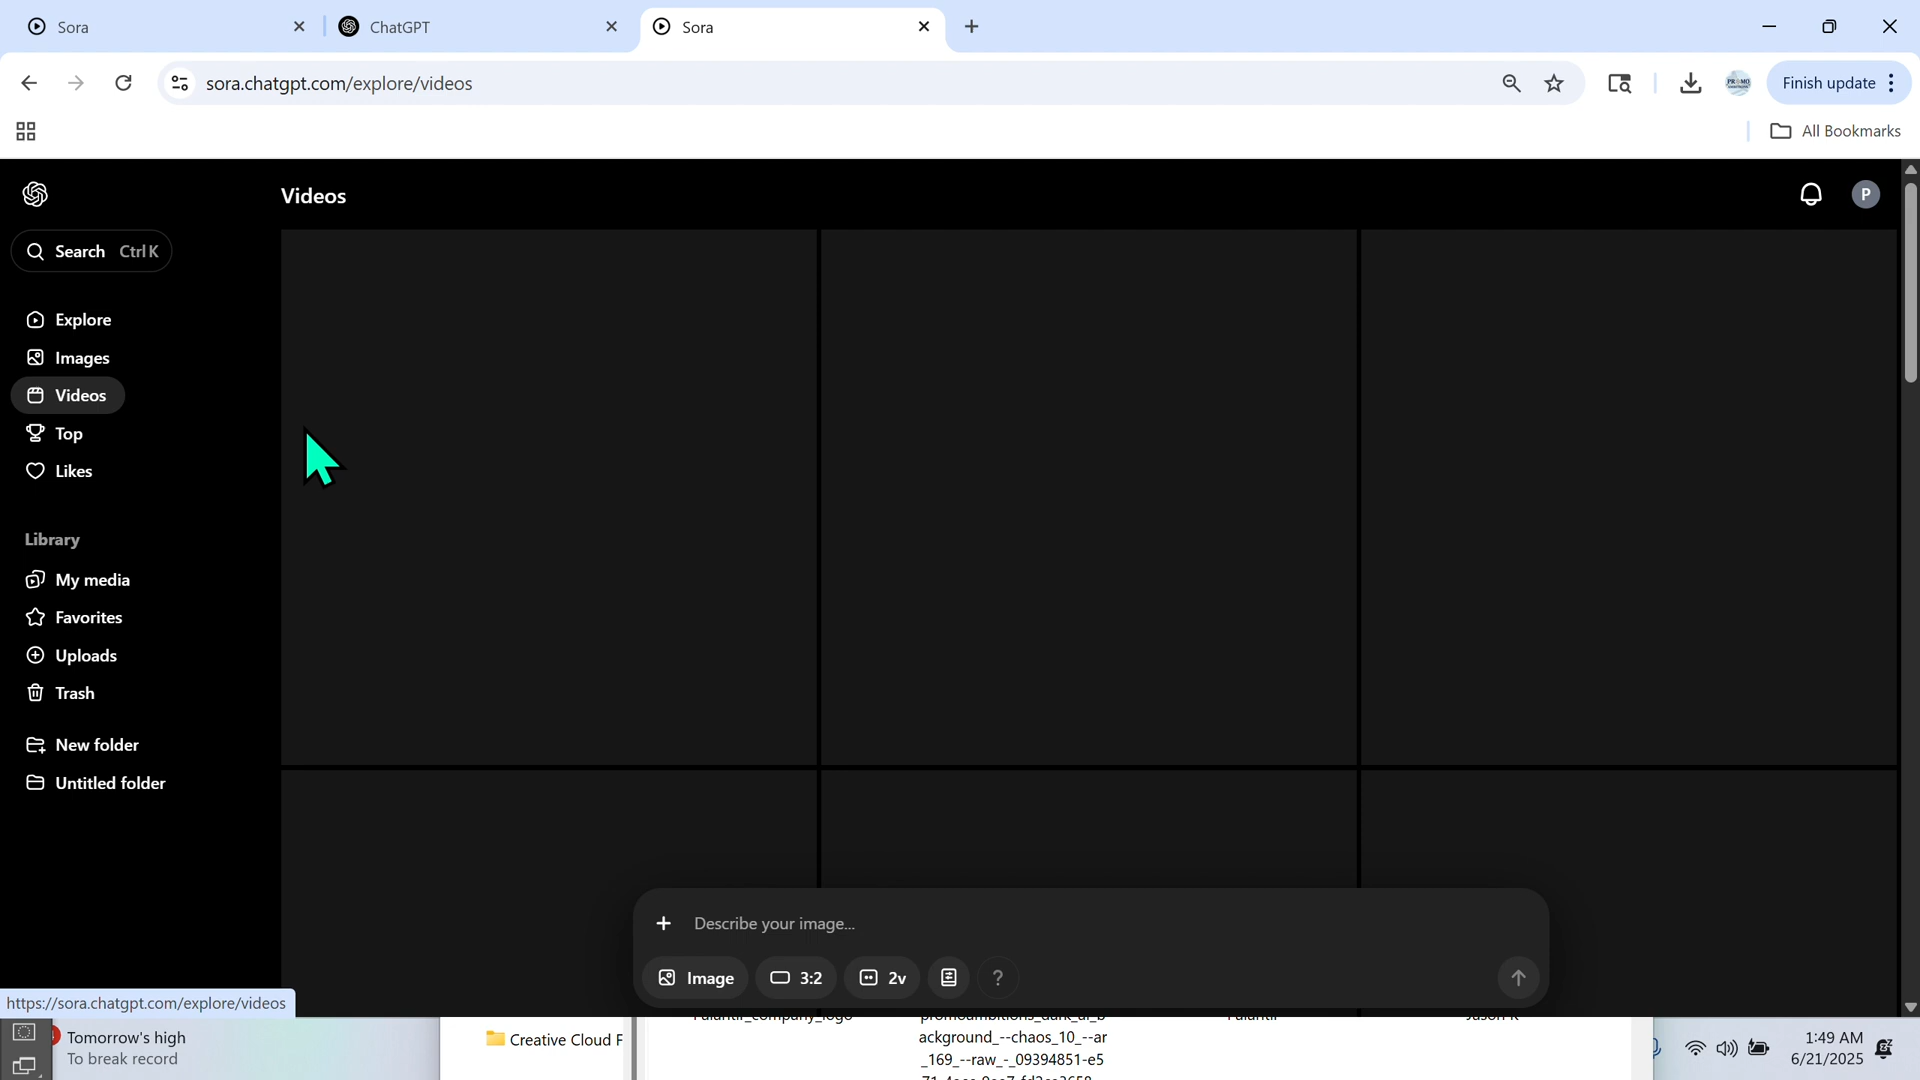 Sora
ChatGPT
Sora
sora.chatgpt.com/explore/videos
Finish update
All Bookmarks
Videos
P
Search Ctrl K
Explore
Images
Videos
Top
Likes
Library
My media
Favorites
Uploads
Trash
New folder
Untitled folder
+ Describe your image...
Image
3:2
2v
?
https://sora.chatgpt.com/explore/videos
Tomorrow's high
To break record
Creative Cloud F
ackground_--chaos_10_--ar
_169_--raw_-_09394851-e5
1:49 AM
6/21/2025